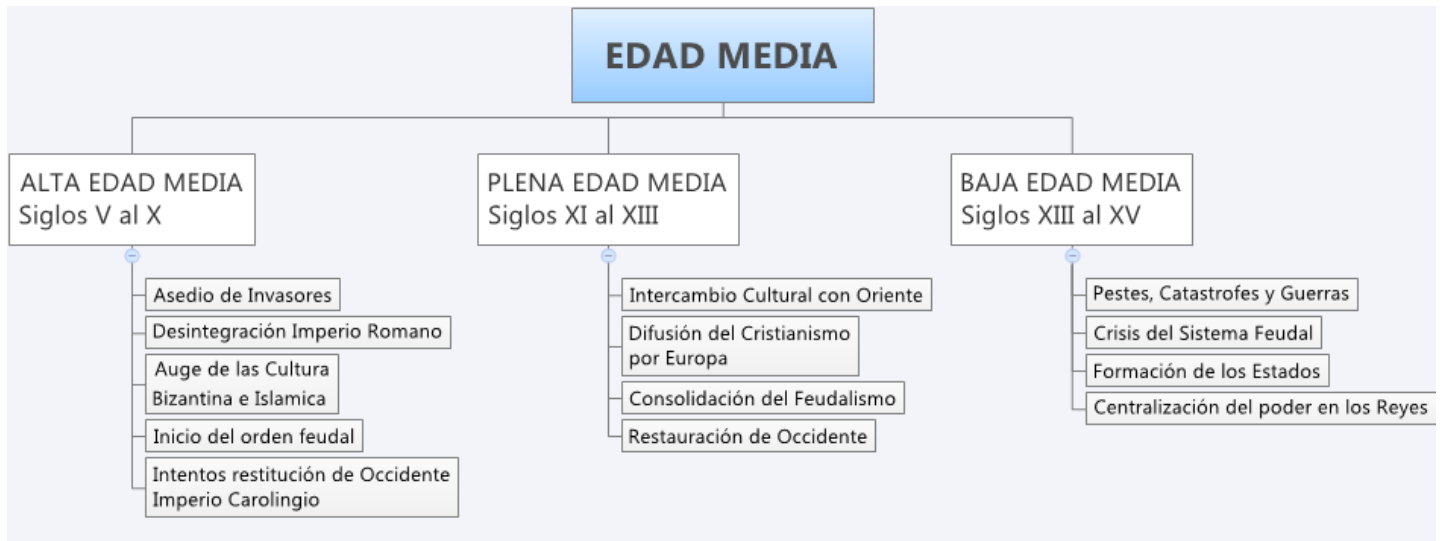 EDAD MEDIA
ALTA EDAD MEDIA
Siglos V al X
Asedio de Invasores
Desintegración Imperio Romano
Auge de las Cultura
Bizantina e Islamica
Inicio del orden feudal
Intentos restitución de Occidente
Imperio Carolingio
PLENA EDAD MEDIA
Siglos XI al XIII
Intercambio Cultural con Oriente
Difusión del Cristianismo
por Europa
Consolidación del Feudalismo
Restauración de Occidente
BAJA EDAD MEDIA
Siglos XIII al XV
Pestes, Catastrofes y Guerras
Crisis del Sistema Feudal
Formación de los Estados
Centralización del poder en los Reyes